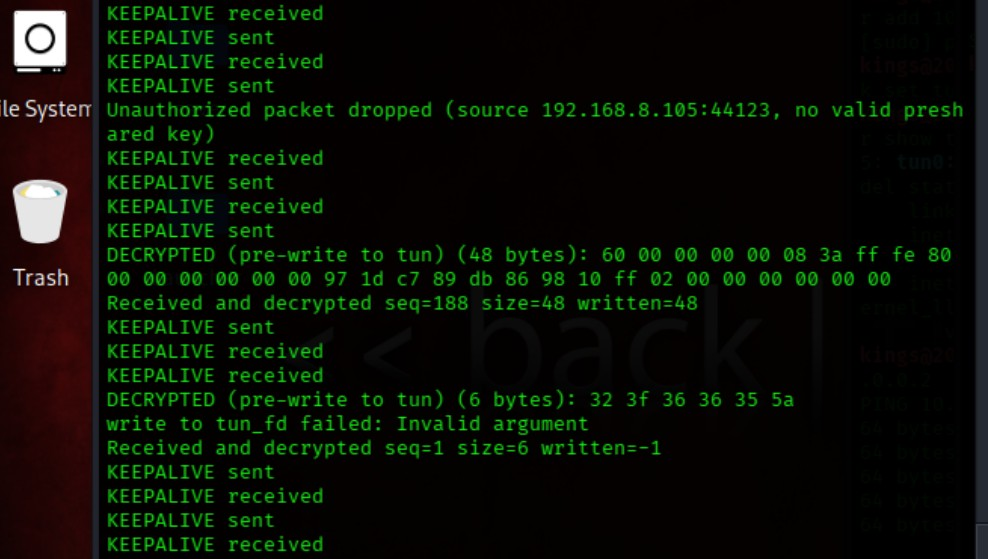 KEEPALIVE received
KEEPALIVE sent
KEEPALIVE received
KEEPALIVE sent
Unauthorized packet dropped (source 192.168.8.105:44123, no valid presh
ared key)
KEEPALIVE received
KEEPALIVE sent
KEEPALIVE received
KEEPALIVE sent
DECRYPTED (pre-write to tun) (48 bytes): 60 00 00 00 00 08 3a ff fe 80
00 00 00 00 00 00 97 1d c7 89 db 86 98 10 ff 02 00 00 00 00 00 00
Received and decrypted seq=188 size=48 written=48
KEEPALIVE sent
KEEPALIVE received
KEEPALIVE received
DECRYPTED (pre-write to tun) (6 bytes): 32 3f 36 36 35 5a
write to tun_fd failed: Invalid argument
Received and decrypted seq=1 size=6 written=-1
KEEPALIVE sent
KEEPALIVE received
KEEPALIVE sent
KEEPALIVE received
ile System
Trash
<< back |